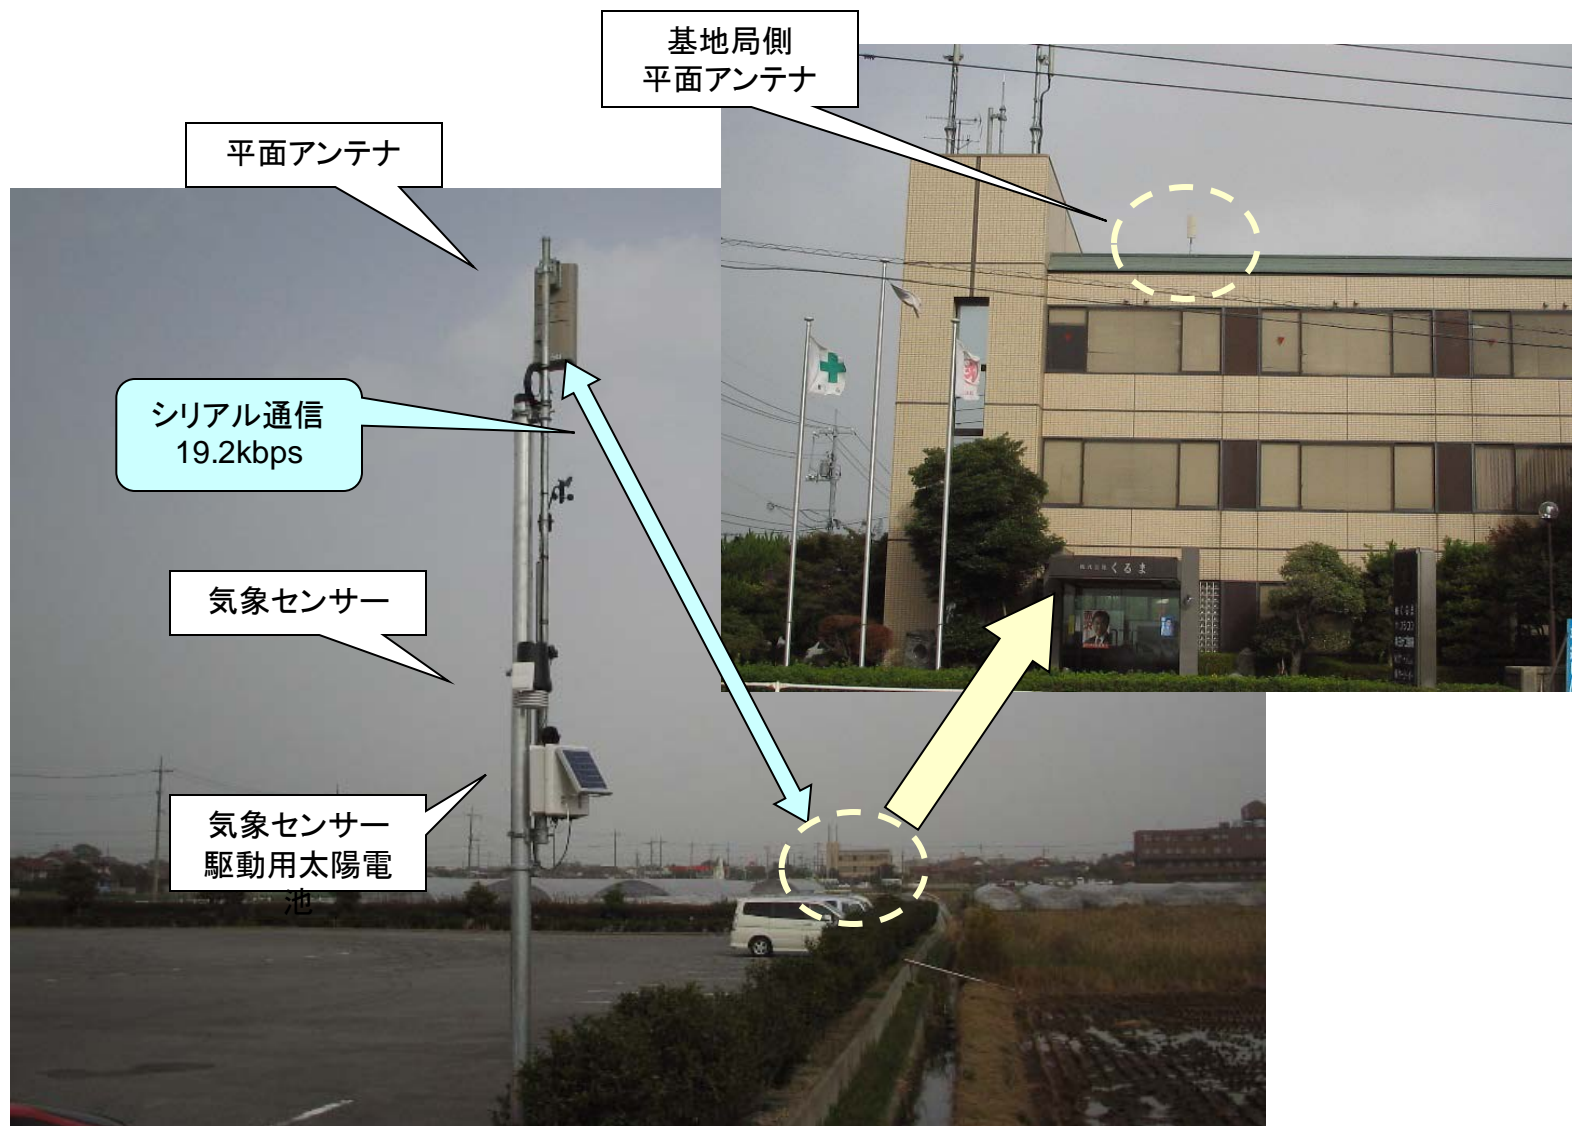 基地局側
平面アンテナ
平面アンテナ
シリアル通信
19.2kbps
気象センサー
気象センサー
駆動用太陽電
池
くるま